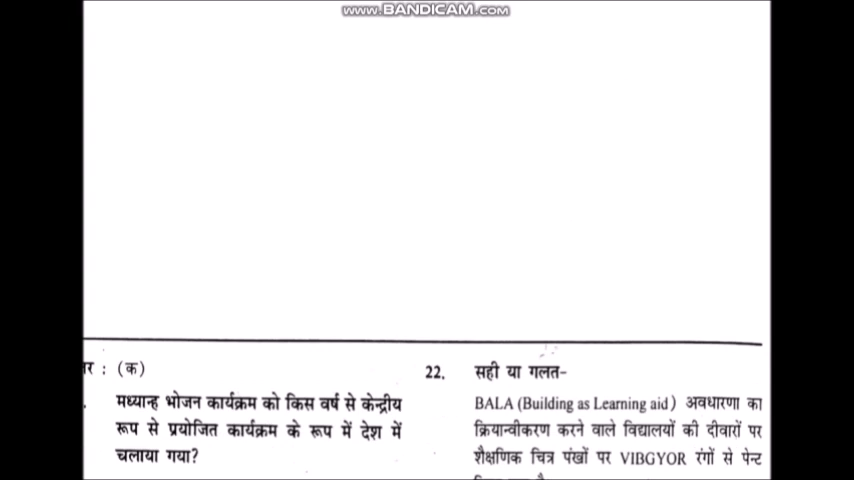 www.BANDICAM.com
: (क)
मध्यान्ह भोजन कार्यक्रम को किस वर्ष से केन्द्रीय
रूप से प्रयोजित कार्यक्रम के रूप में देश में
चलाया गया?
22. सही या गलत-
BALA (Building as Learning aid) अवधारणा का
क्रियान्वीकरण करने वाले विद्यालयों की दीवारों पर
शैक्षणिक चित्र पंखों पर VIBGYOR रंगों से पेन्ट